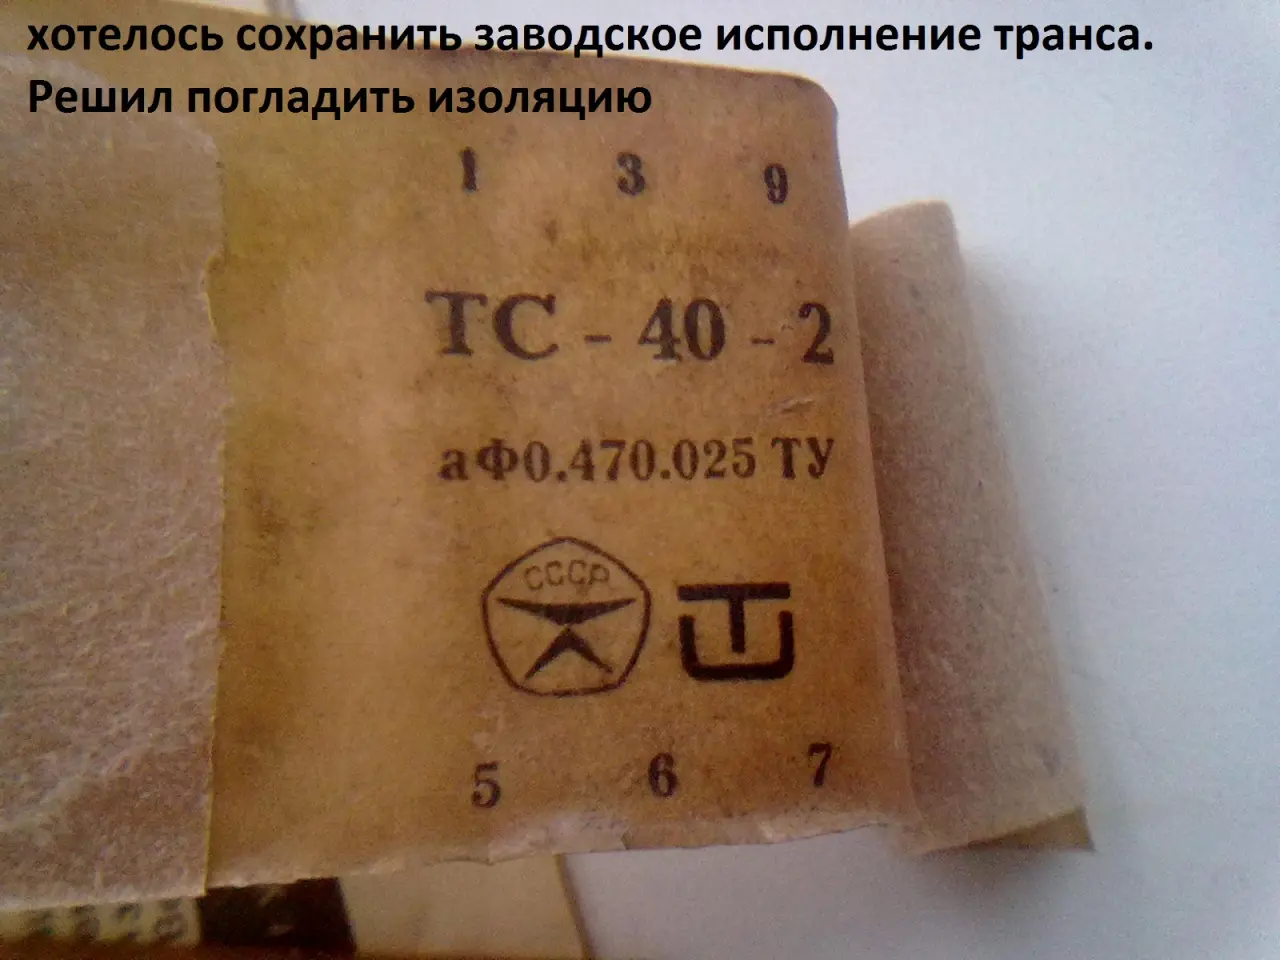 хотелось сохранить заводское исполнение транса.
Решил погладить изоляцию
1 3 9
ТС - 40 - 2
аФ0.470.025 ТУ
СССР
5 6 7